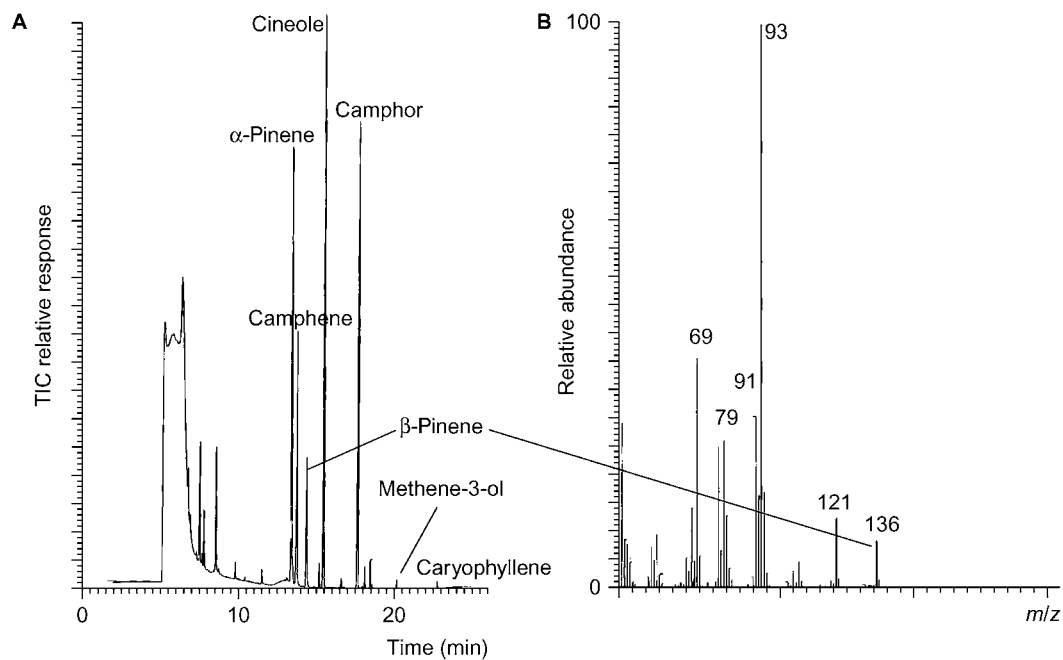 A
TIC relative response
Cineole
Camphor
α-Pinene
Camphene
β-Pinene
Methene-3-ol
Caryophyllene
0
10
20
Time (min)
B
Relative abundance
100
93
69
91
79
121
136
0
m/z